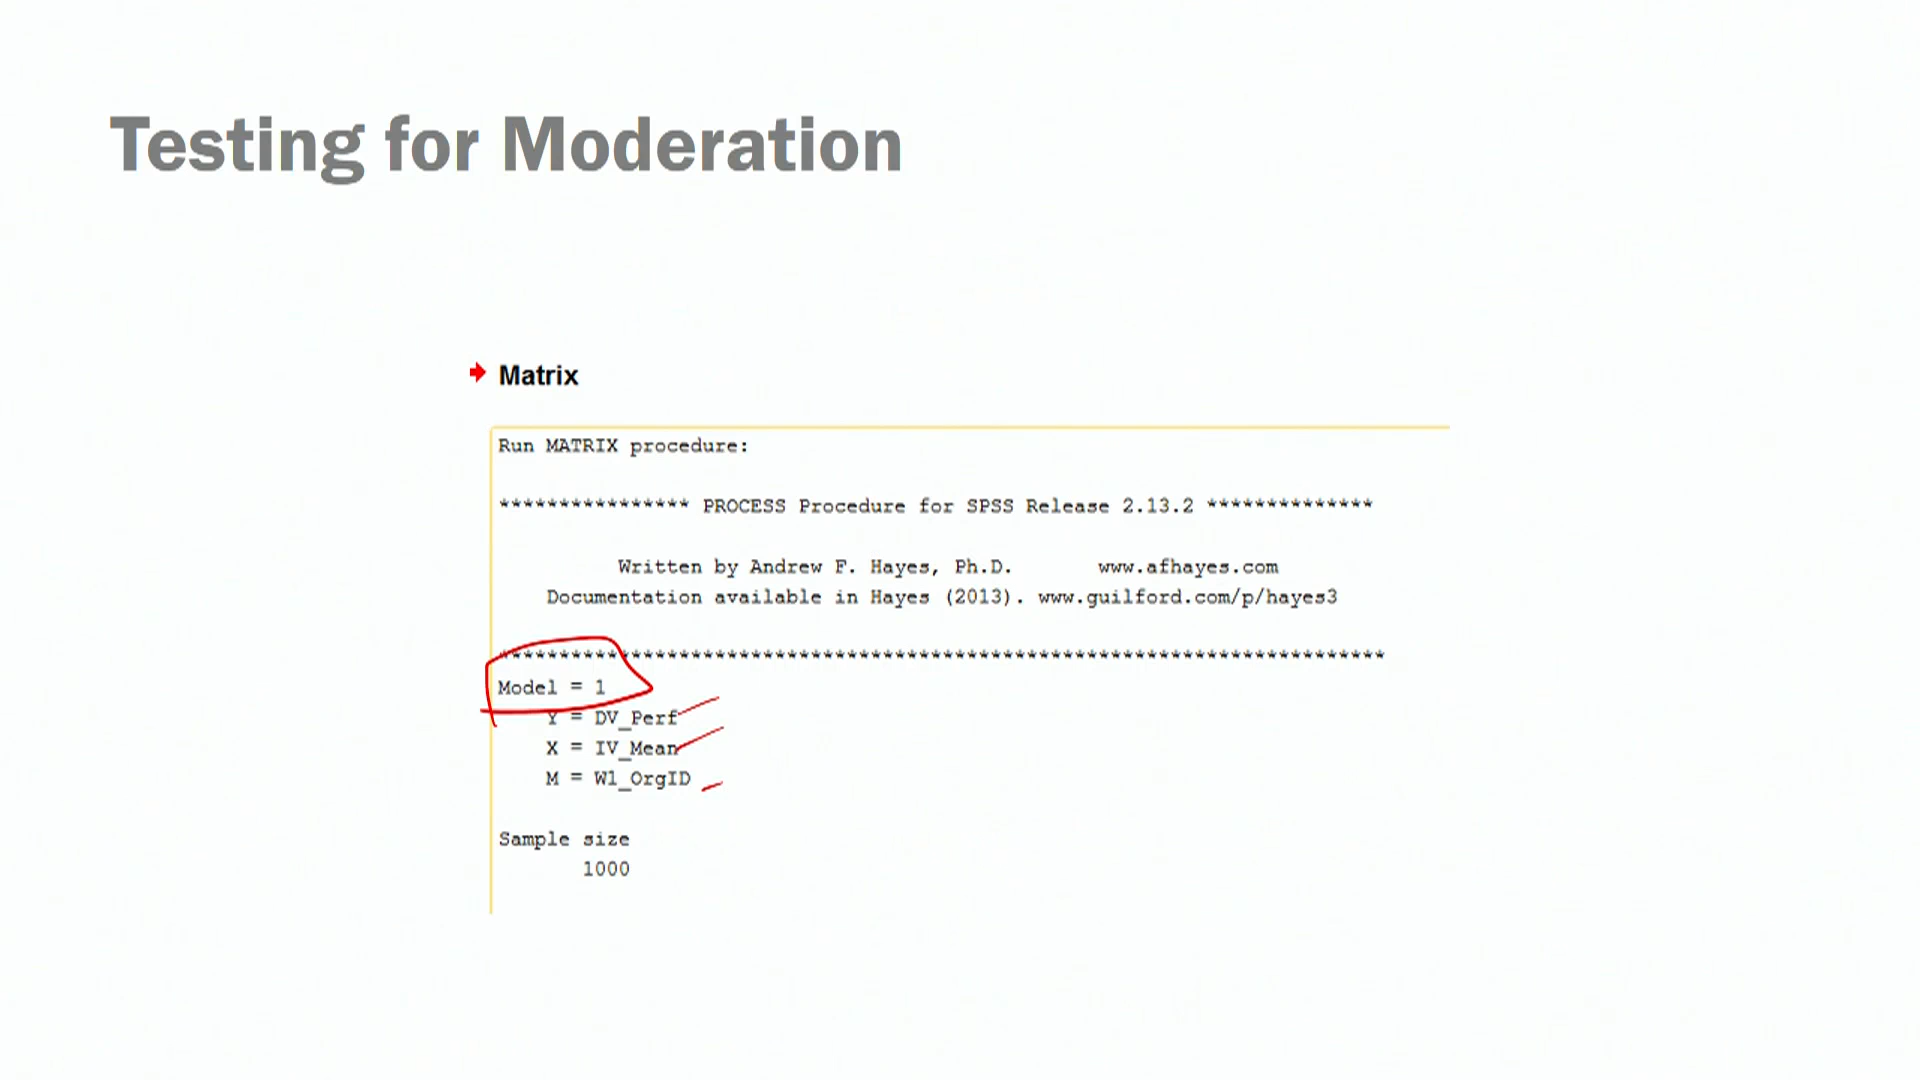 Testing for Moderation
Matrix
Run MATRIX procedure:
**************** PROCESS Procedure for SPSS Release 2.13.2 **************
Written by Andrew F. Hayes, Ph.D. www.afhayes.com
Documentation available in Hayes (2013). www.guilford.com/p/hayes3
**************************************************************************
Model = 1
Y = DV_Perf
X = IV_Mean
M = W1_OrgID
Sample size
1000